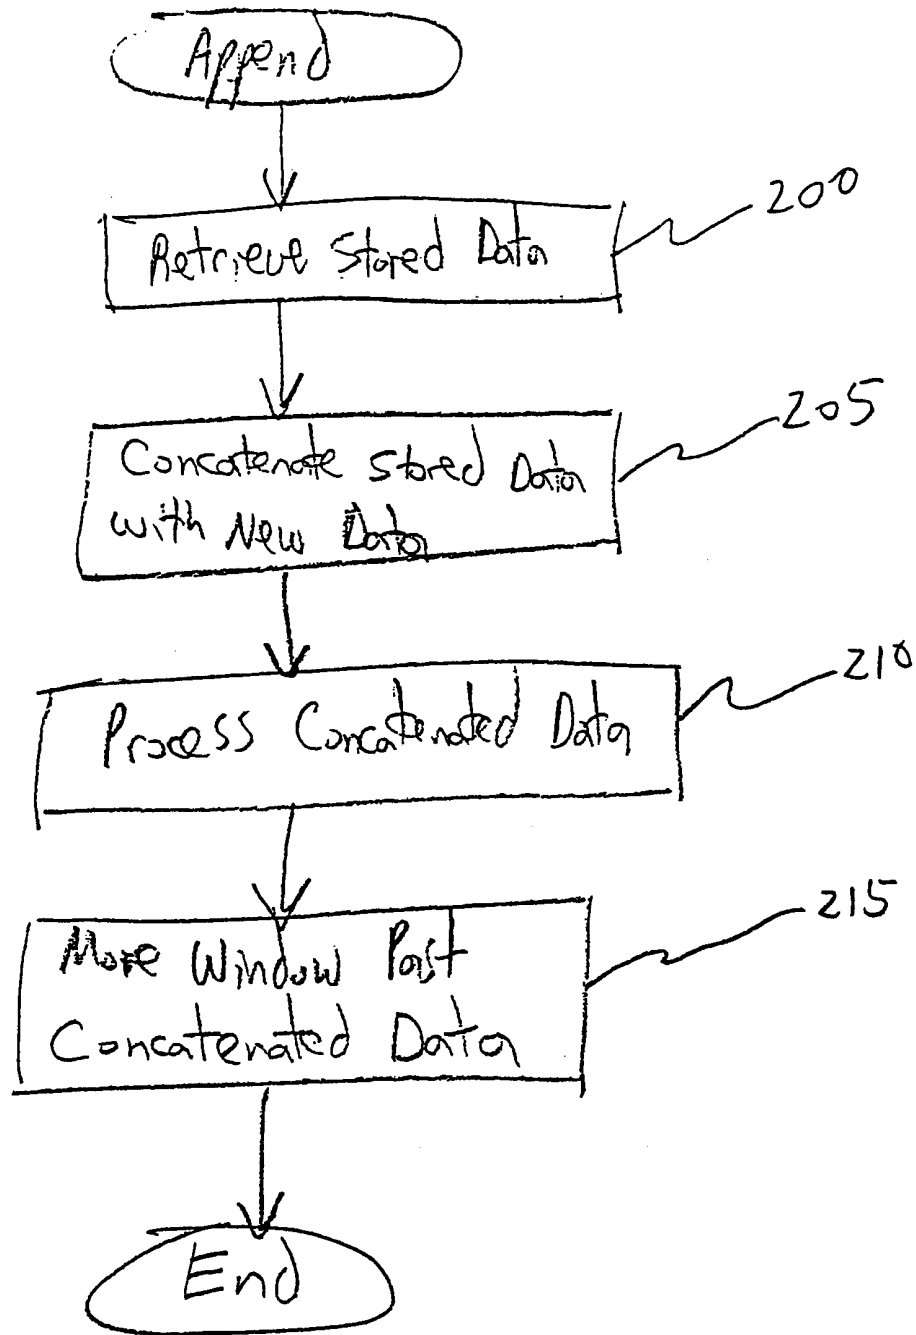 Append
Retrieve Stored Data
200
Concatenate Stored Data
with New Data
205
Process Concatenated Data
210
Move Window Past
Concatenated Data
215
End